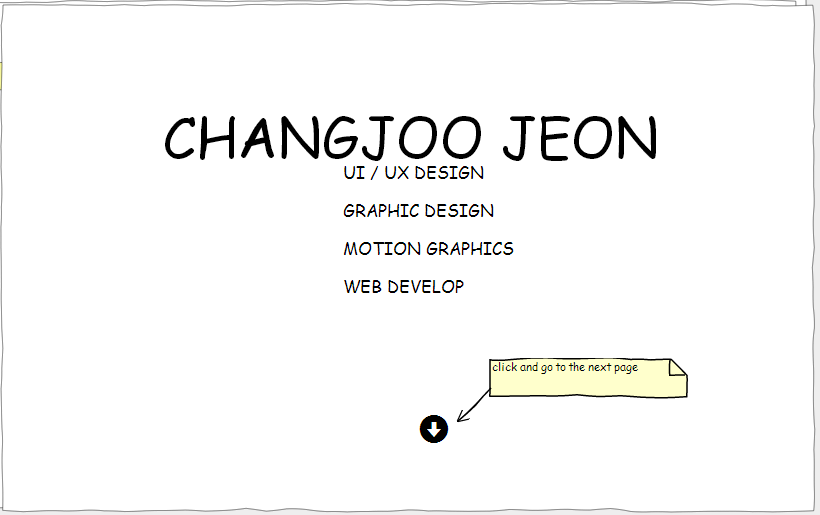 CHANGJOO JEON
UI / UX DESIGN
GRAPHIC DESIGN
MOTION GRAPHICS
WEB DEVELOP
click and go to the next page